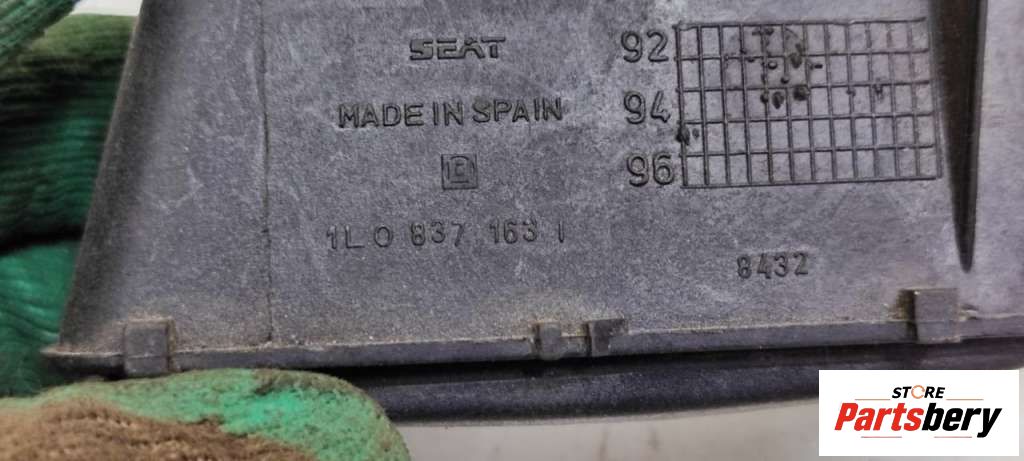 SEAT
MADE IN SPAIN
1L0 837 163 I
92
94
96
8432
STORE
Partsbery